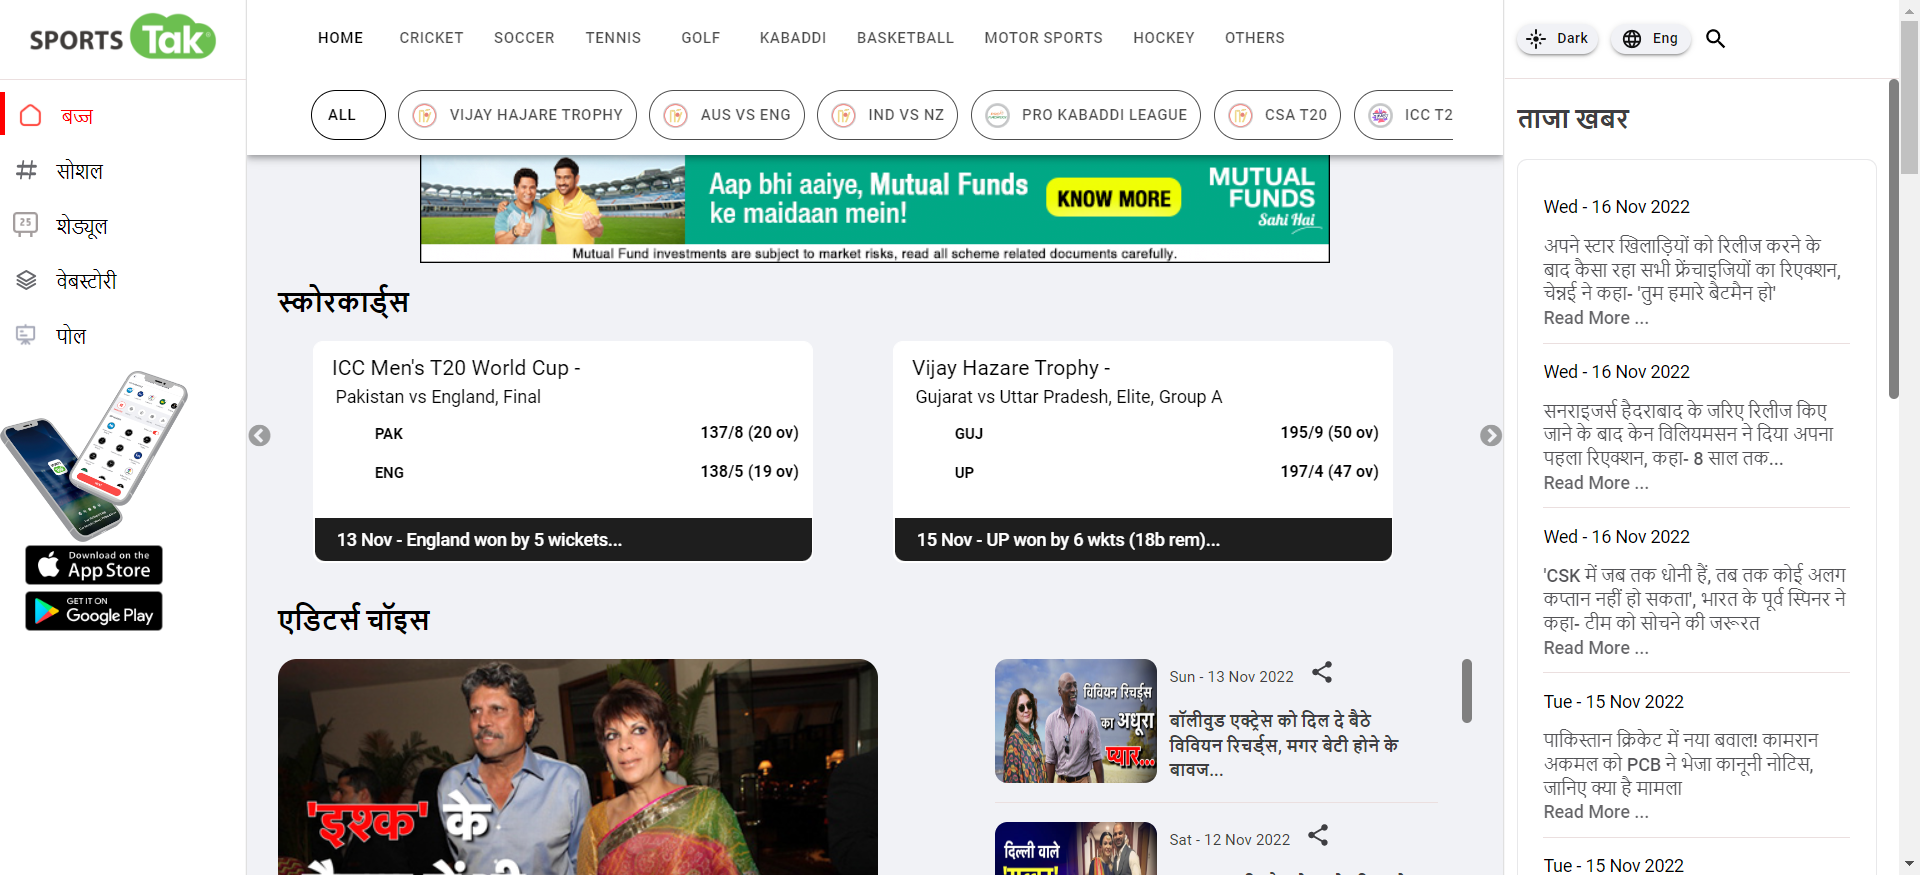 SPORTS Tak
HOME CRICKET SOCCER TENNIS GOLF KABADDI BASKETBALL MOTOR SPORTS HOCKEY OTHERS
Dark Eng
ALL VIJAY HAJARE TROPHY AUS VS ENG IND VS NZ PRO KABADDI LEAGUE CSA T20 ICC T2
बज्ज
सोशल
शेड्यूल
25
वेबस्टोरी
पोल
Download on the
App Store
GET IT ON
Google Play
Aap bhi aaiye, Mutual Funds
ke maidaan mein!
KNOW MORE
MUTUAL
FUNDS
Sahi Hai
Mutual Fund investments are subject to market risks, read all scheme related documents carefully.
स्कोरकार्ड्स
ICC Men's T20 World Cup -
Pakistan vs England, Final
PAK 137/8 (20 ov)
ENG 138/5 (19 ov)
13 Nov - England won by 5 wickets...
Vijay Hazare Trophy -
Gujarat vs Uttar Pradesh, Elite, Group A
GUJ 195/9 (50 ov)
UP 197/4 (47 ov)
15 Nov - UP won by 6 wkts (18b rem)...
एडिटर्स चॉइस
'इश्क' के
विवियन रिचर्ड्स
का अधूरा
प्यार...
Sun - 13 Nov 2022
बॉलीवुड एक्ट्रेस को दिल दे बैठे
विवियन रिचर्ड्स, मगर बेटी होने के
बावज...
दिल्ली वाले
Sat - 12 Nov 2022
ताजा खबर
Wed - 16 Nov 2022
अपने स्टार खिलाड़ियों को रिलीज करने के
बाद कैसा रहा सभी फ्रेंचाइजियों का रिएक्शन,
चेन्नई ने कहा- 'तुम हमारे बैटमैन हो'
Read More ...
Wed - 16 Nov 2022
सनराइजर्स हैदराबाद के जरिए रिलीज किए
जाने के बाद केन विलियमसन ने दिया अपना
पहला रिएक्शन, कहा- 8 साल तक...
Read More ...
Wed - 16 Nov 2022
'CSK में जब तक धोनी हैं, तब तक कोई अलग
कप्तान नहीं हो सकता', भारत के पूर्व स्पिनर ने
कहा- टीम को सोचने की जरूरत
Read More ...
Tue - 15 Nov 2022
पाकिस्तान क्रिकेट में नया बवाल! कामरान
अकमल को PCB ने भेजा कानूनी नोटिस,
जानिए क्या है मामला
Read More ...
Tue - 15 Nov 2022